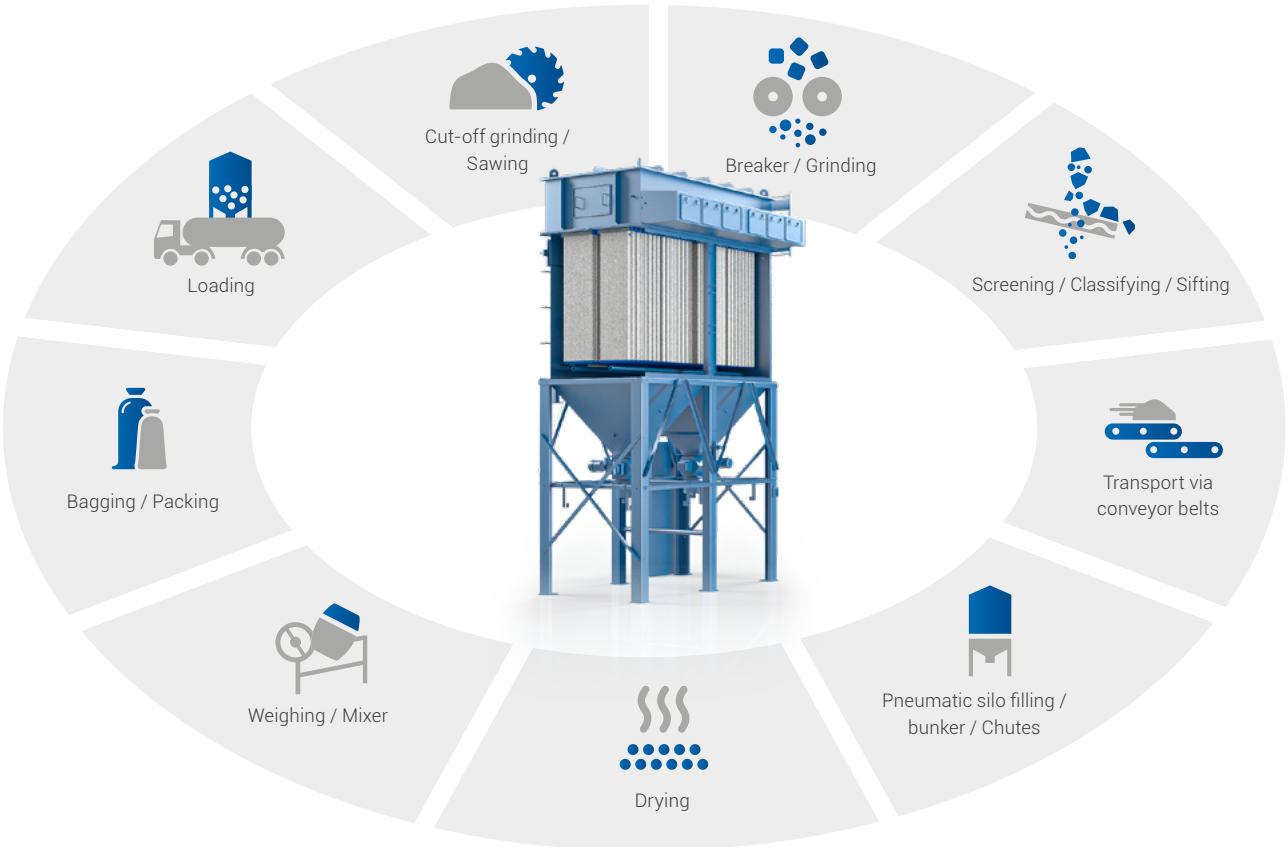 Cut-off grinding /
Sawing
Breaker / Grinding
Loading
Screening / Classifying / Sifting
Bagging / Packing
Transport via
conveyor belts
Weighing / Mixer
Pneumatic silo filling /
bunker / Chutes
Drying